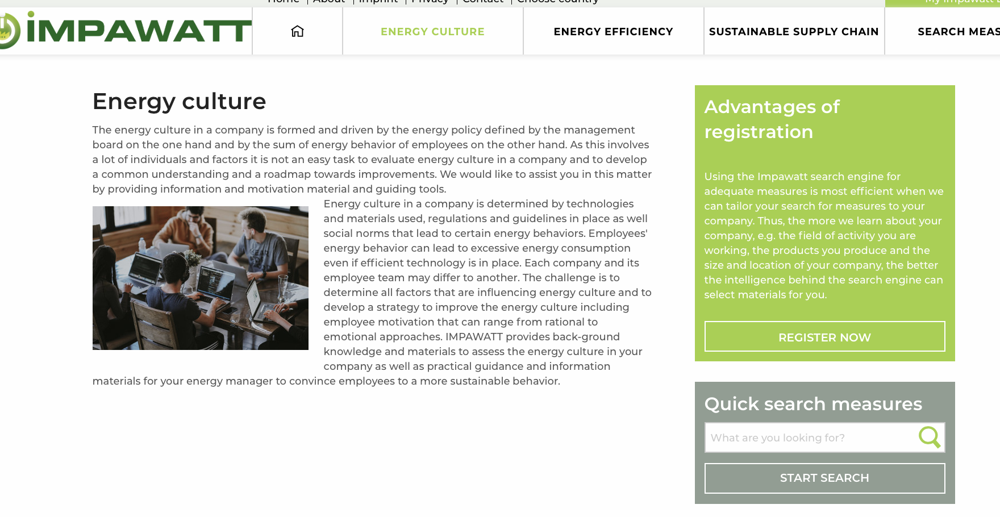 Home | About | Imprint | Privacy | Contact | Choose country
My Impawatt
IMPAWATT
ENERGY CULTURE
ENERGY EFFICIENCY
SUSTAINABLE SUPPLY CHAIN
SEARCH MEAS
Energy culture
The energy culture in a company is formed and driven by the energy policy defined by the management
board on the one hand and by the sum of energy behavior of employees on the other hand. As this involves
a lot of individuals and factors it is not an easy task to evaluate energy culture in a company and to develop
a common understanding and a roadmap towards improvements. We would like to assist you in this matter
by providing information and motivation material and guiding tools.
Energy culture in a company is determined by technologies
and materials used, regulations and guidelines in place as well
social norms that lead to certain energy behaviors. Employees'
energy behavior can lead to excessive energy consumption
even if efficient technology is in place. Each company and its
employee team may differ to another. The challenge is to
determine all factors that are influencing energy culture and to
develop a strategy to improve the energy culture including
employee motivation that can range from rational to
emotional approaches. IMPAWATT provides back-ground
knowledge and materials to assess the energy culture in your
company as well as practical guidance and information
materials for your energy manager to convince employees to a more sustainable behavior.
Advantages of
registration
Using the Impawatt search engine for
adequate measures is most efficient when we
can tailor your search for measures to your
company. Thus, the more we learn about your
company, e.g. the field of activity you are
working, the products you produce and the
size and location of your company, the better
the intelligence behind the search engine can
select materials for you.
REGISTER NOW
Quick search measures
What are you looking for?
START SEARCH